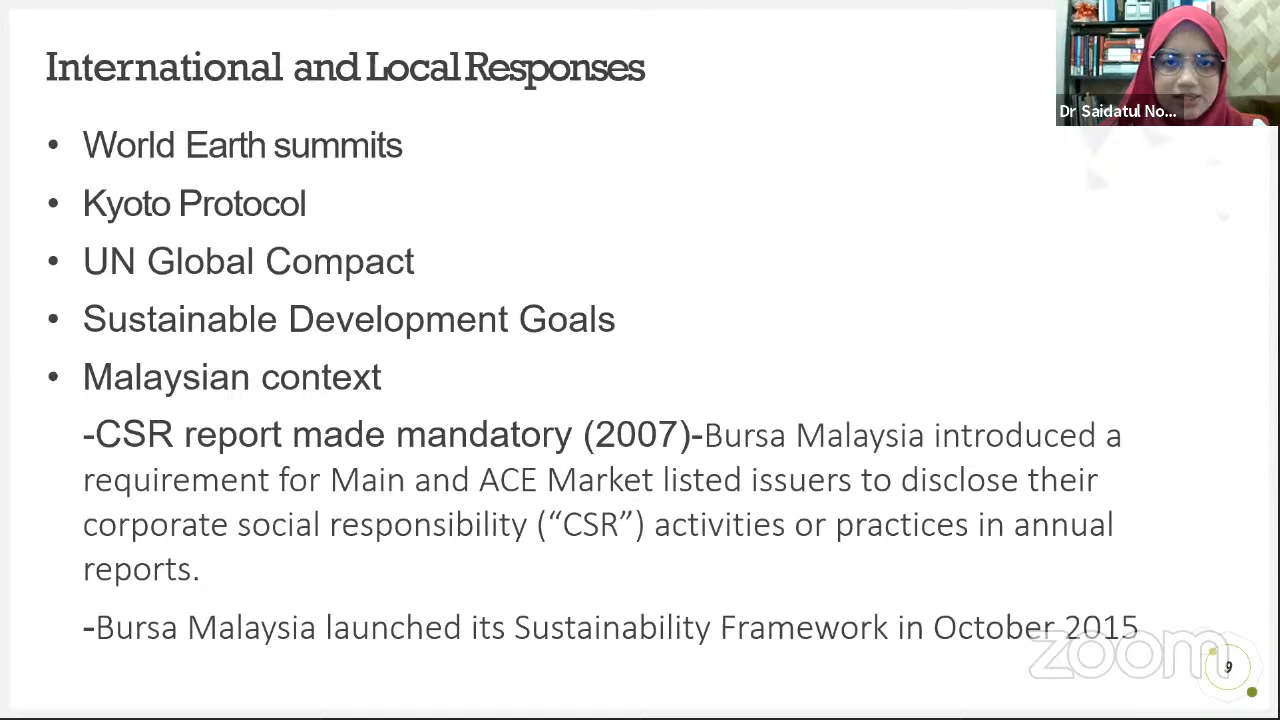 International and Local Responses
Dr Saidatul No...
• World Earth summits
• Kyoto Protocol
• UN Global Compact
• Sustainable Development Goals
• Malaysian context
-CSR report made mandatory (2007)-Bursa Malaysia introduced a
requirement for Main and ACE Market listed issuers to disclose their
corporate social responsibility (“CSR”) activities or practices in annual
reports.
-Bursa Malaysia launched its Sustainability Framework in October 2015
zoom
9